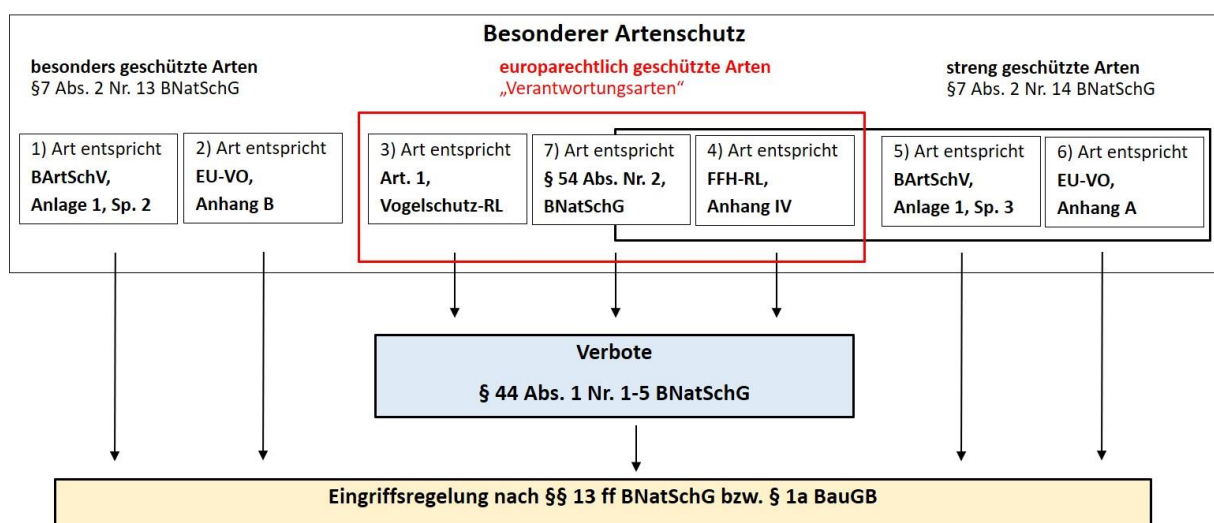 Besonderer Artenschutz
besonders geschützte Arten
§7 Abs. 2 Nr. 13 BNatSchG
europarechtlich geschützte Arten
„Verantwortungsarten“
streng geschützte Arten
§7 Abs. 2 Nr. 14 BNatSchG
1) Art entspricht
BArtSchV,
Anlage 1, Sp. 2
2) Art entspricht
EU-VO,
Anhang B
3) Art entspricht
Art. 1,
Vogelschutz-RL
7) Art entspricht
§ 54 Abs. Nr. 2,
BNatSchG
4) Art entspricht
FFH-RL,
Anhang IV
5) Art entspricht
BArtSchV,
Anlage 1, Sp. 3
6) Art entspricht
EU-VO,
Anhang A
Verbote
§ 44 Abs. 1 Nr. 1-5 BNatSchG
Eingriffsregelung nach §§ 13 ff BNatSchG bzw. § 1a BauGB